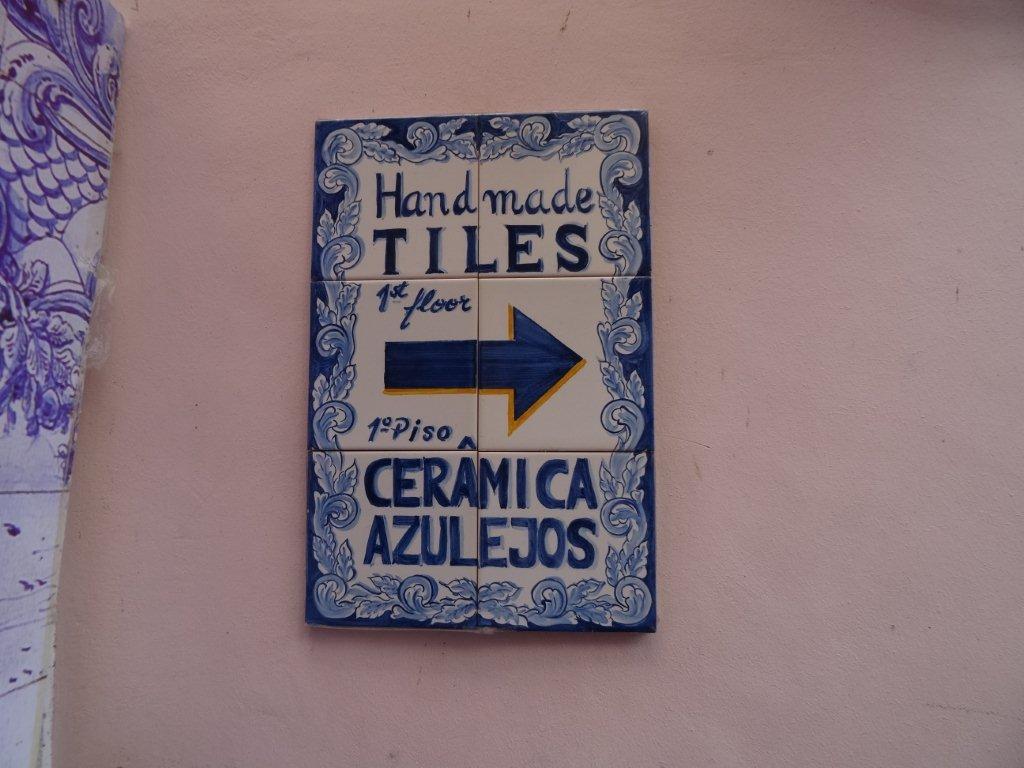 Handmade
TILES
1st floor
1º Piso
CERÂMICA
AZULEJOS